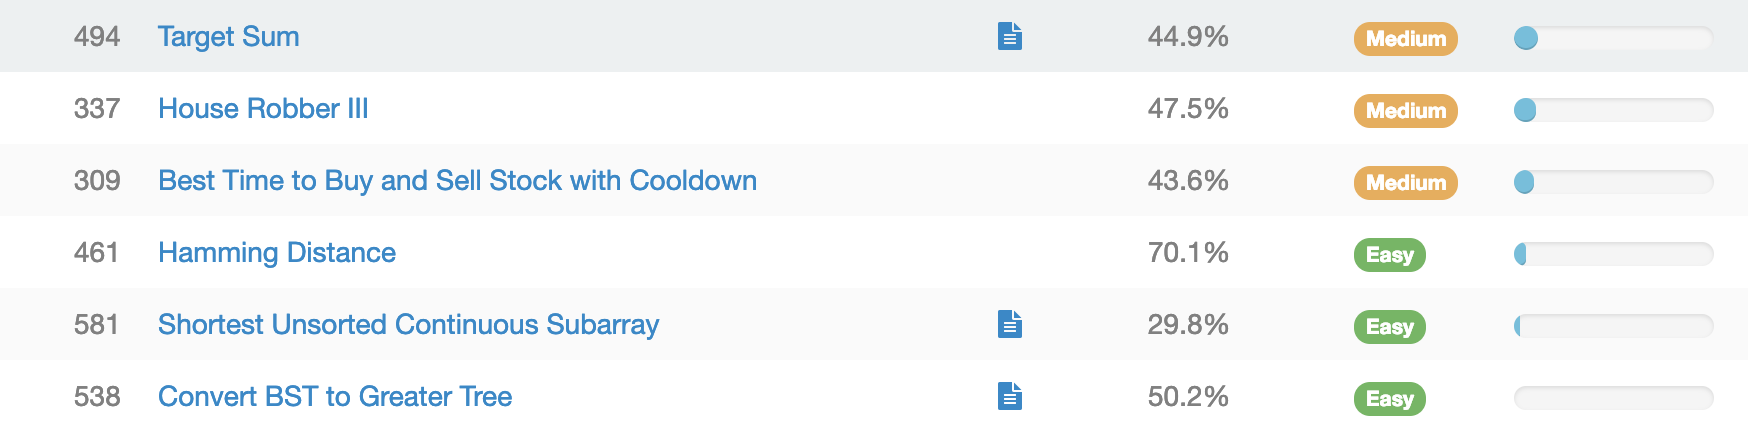 494 Target Sum 44.9% Medium
337 House Robber III 47.5% Medium
309 Best Time to Buy and Sell Stock with Cooldown 43.6% Medium
461 Hamming Distance 70.1% Easy
581 Shortest Unsorted Continuous Subarray 29.8% Easy
538 Convert BST to Greater Tree 50.2% Easy